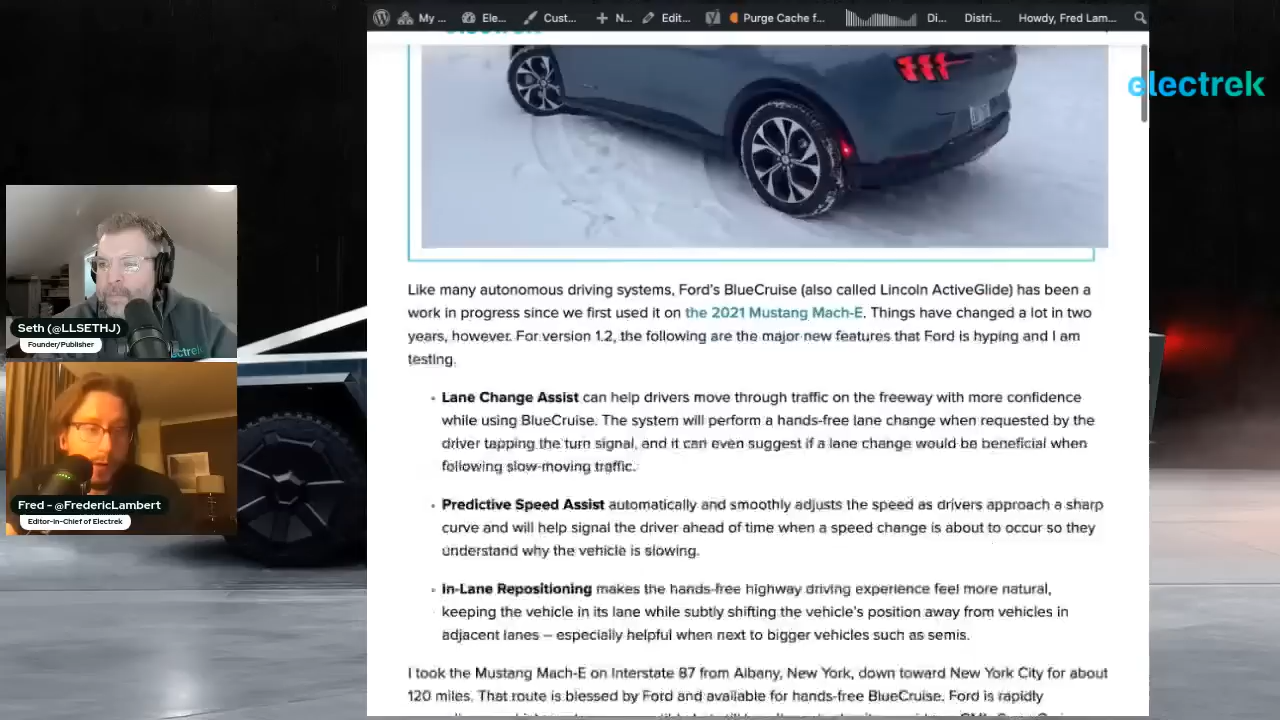 My ...
Ele...
Cust...
N...
Edit...
Purge Cache f...
Di...
Distri...
Howdy, Fred Lam...
electrek
Like many autonomous driving systems, Ford's BlueCruise (also called Lincoln ActiveGlide) has been a
work in progress since we first used it on the 2021 Mustang Mach-E. Things have changed a lot in two
years, however. For version 1.2, the following are the major new features that Ford is hyping and I am
testing.
Lane Change Assist can help drivers move through traffic on the freeway with more confidence
while using BlueCruise. The system will perform a hands-free lane change when requested by the
driver tapping the turn signal, and it can even suggest if a lane change would be beneficial when
following slow-moving traffic.
Predictive Speed Assist automatically and smoothly adjusts the speed as drivers approach a sharp
curve and will help signal the driver ahead of time when a speed change is about to occur so they
understand why the vehicle is slowing.
In-Lane Repositioning makes the hands-free highway driving experience feel more natural,
keeping the vehicle in its lane while subtly shifting the vehicle's position away from vehicles in
adjacent lanes – especially helpful when next to bigger vehicles such as semis.
I took the Mustang Mach-E on Interstate 87 from Albany, New York, down toward New York City for about
120 miles. That route is blessed by Ford and available for hands-free BlueCruise. Ford is rapidly
Seth (@LLSETHJ)
Founder/Publisher
ectrek
Fred - @FredericLambert
Editor-in-Chief of Electrek